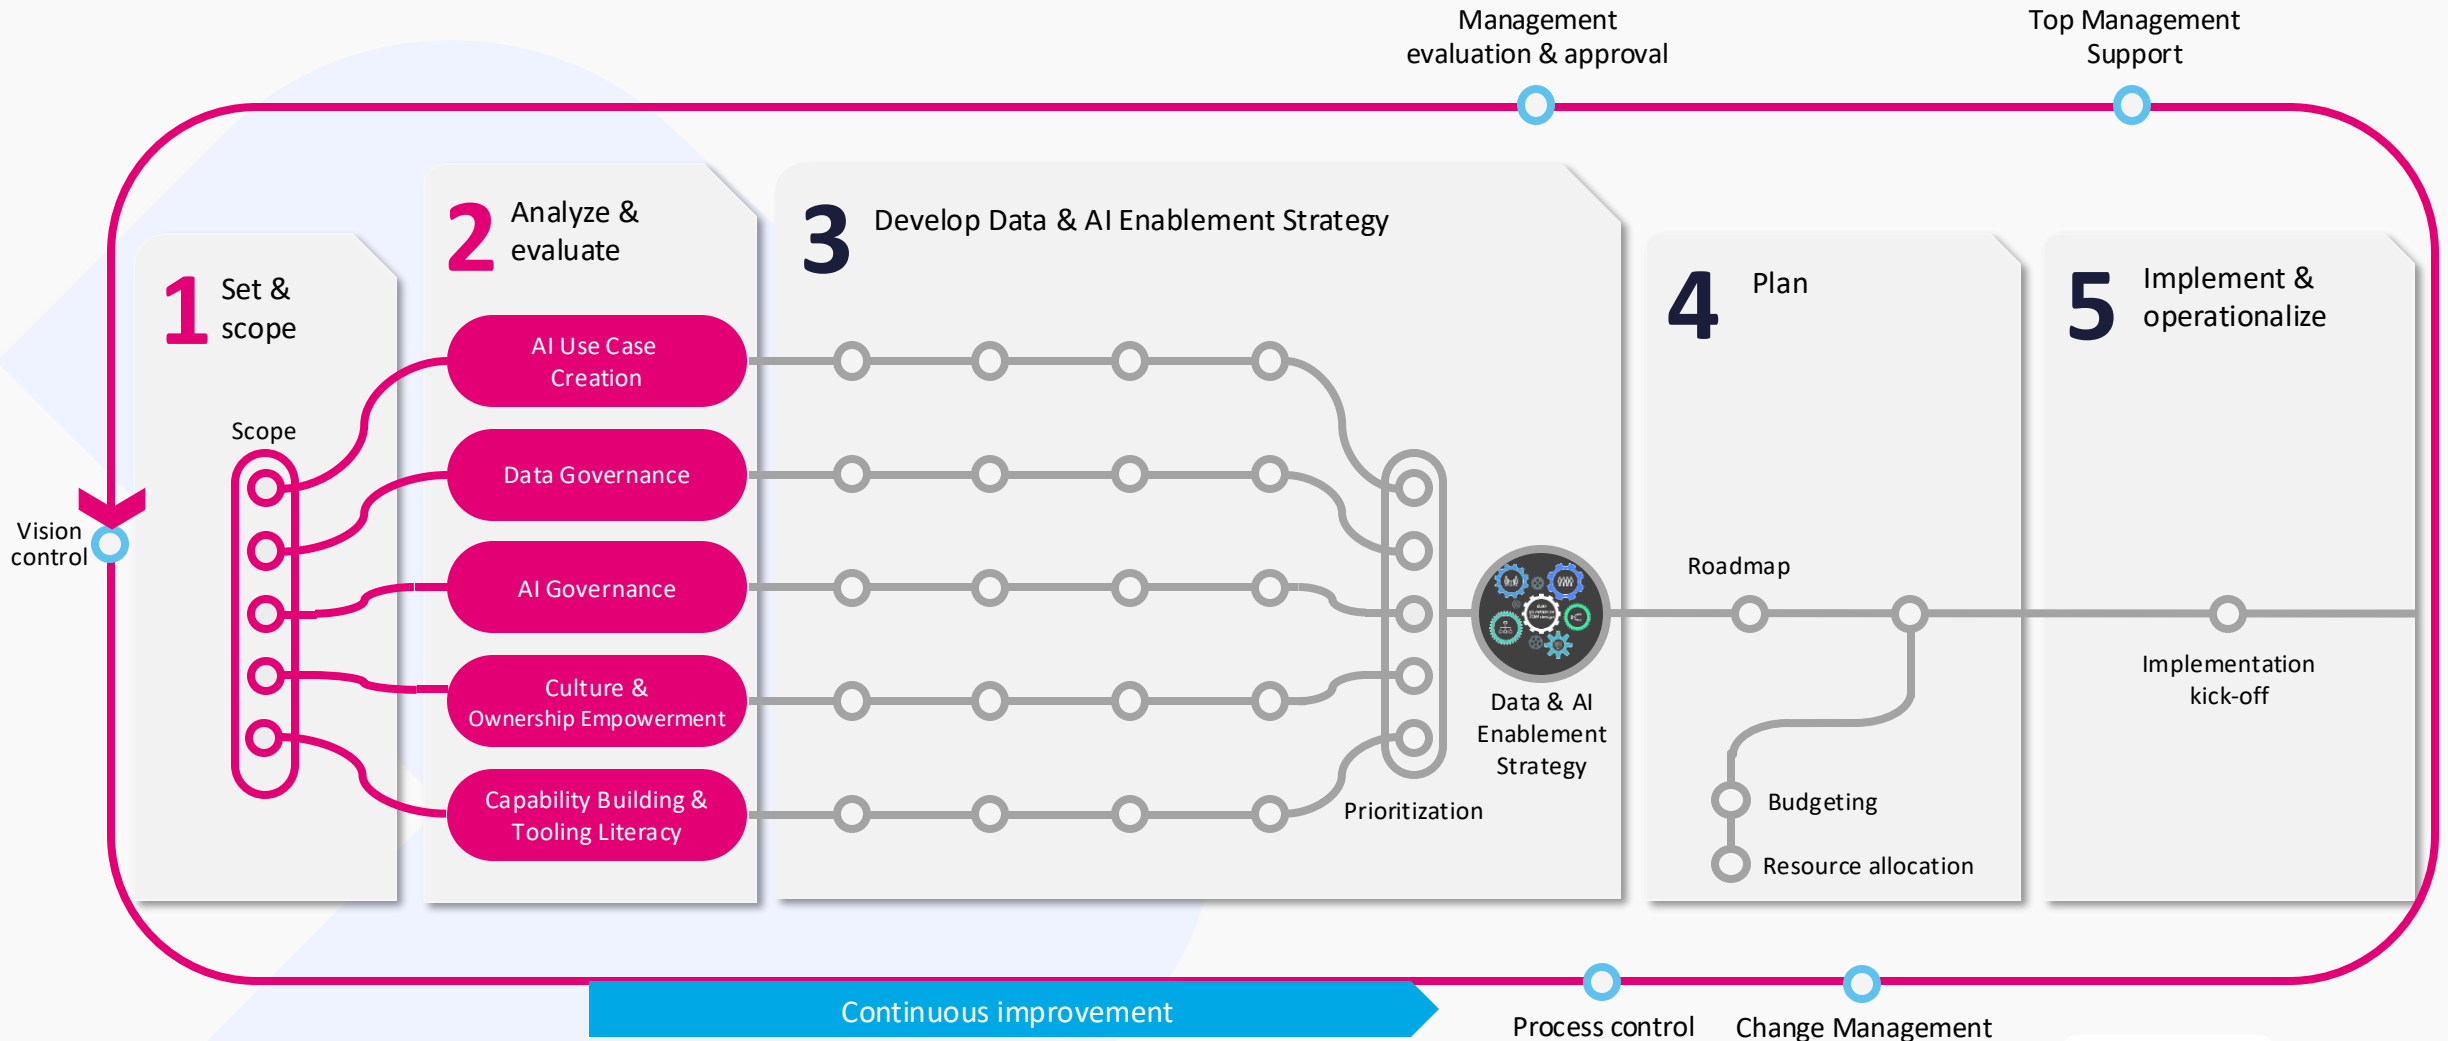 Management
evaluation & approval
Top Management
Support
1
Set &
scope
Scope
Vision
control
2
Analyze &
evaluate
AI Use Case
Creation
Data Governance
AI Governance
Culture &
Ownership Empowerment
Capability Building &
Tooling Literacy
3
Develop Data & AI Enablement Strategy
Prioritization
Data & AI
Enablement
Strategy
4
Plan
Roadmap
Budgeting
Resource allocation
5
Implement &
operationalize
Implementation
kick-off
Continuous improvement
Process control
Change Management